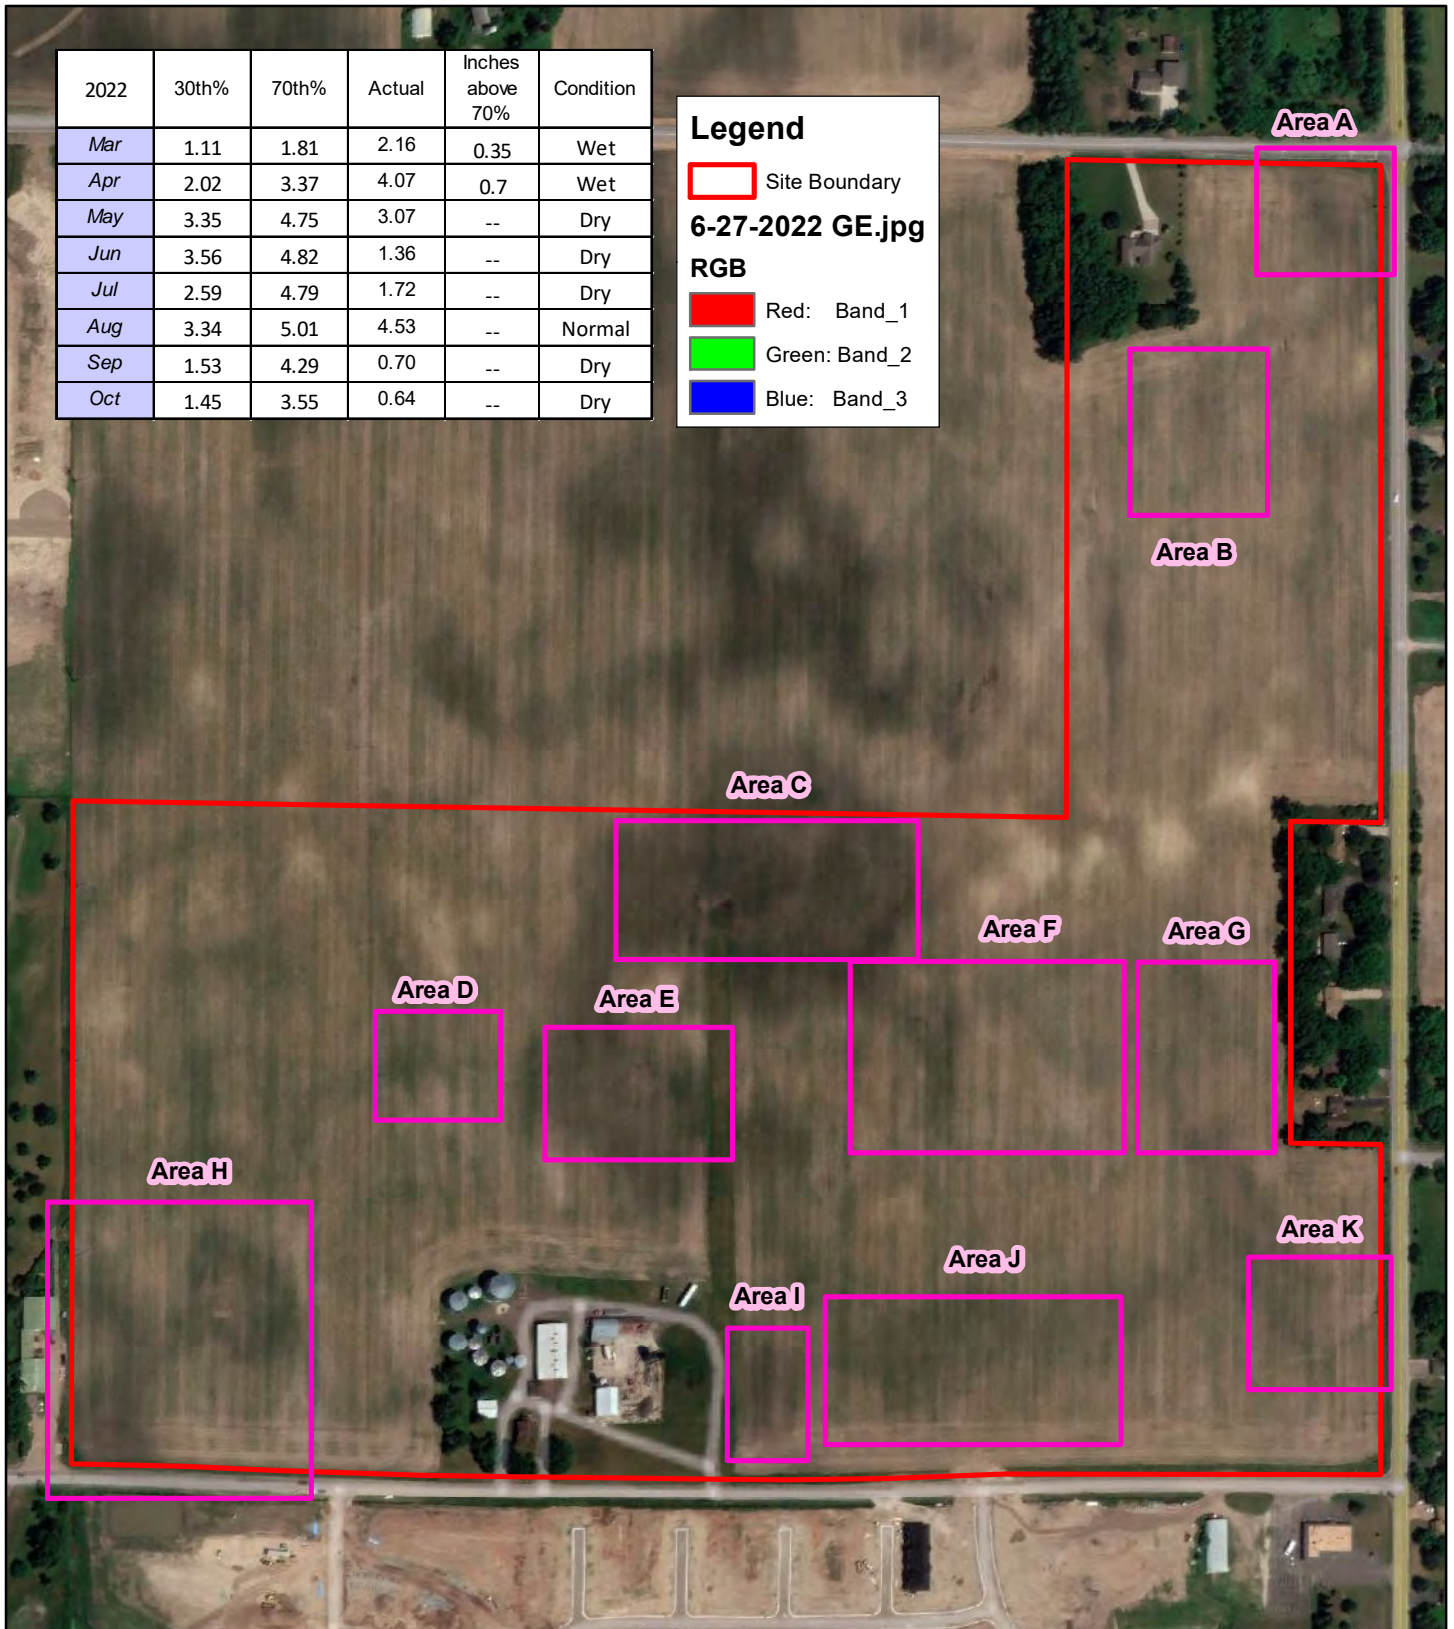 2022 30th% 70th% Actual Inches above 70% Condition
Mar 1.11 1.81 2.16 0.35 Wet
Apr 2.02 3.37 4.07 0.7 Wet
May 3.35 4.75 3.07 -- Dry
Jun 3.56 4.82 1.36 -- Dry
Jul 2.59 4.79 1.72 -- Dry
Aug 3.34 5.01 4.53 -- Normal
Sep 1.53 4.29 0.70 -- Dry
Oct 1.45 3.55 0.64 -- Dry
Legend
Site Boundary
6-27-2022 GE.jpg
RGB
Red: Band_1
Green: Band_2
Blue: Band_3
Area A
Area B
Area C
Area F
Area G
Area D
Area E
Area H
Area K
Area J
Area I